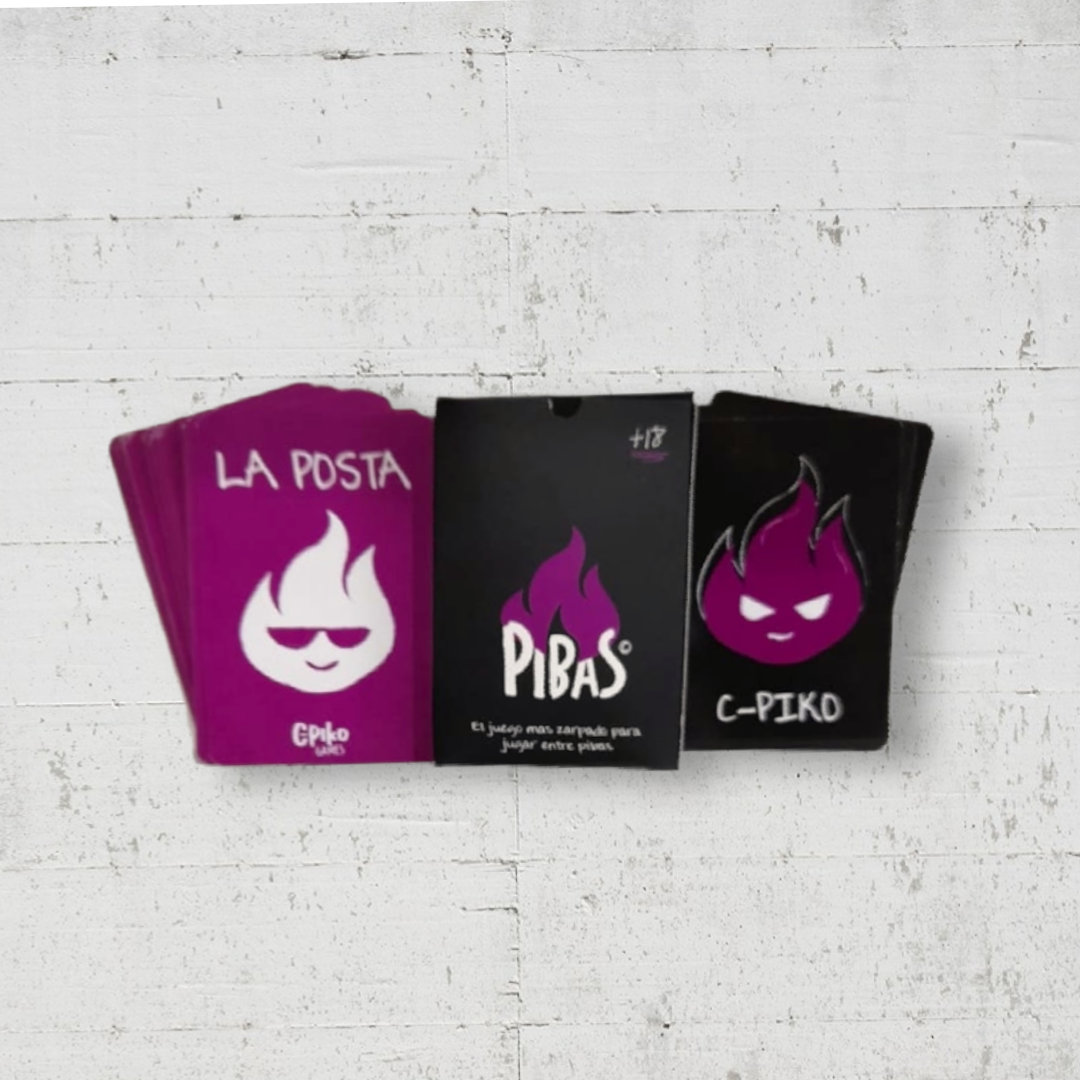 LA POSTA
C-PIKO
GAMES
+18
PIBAS©
El juego mas zarpado para
jugar entre pibas
C-PIKO